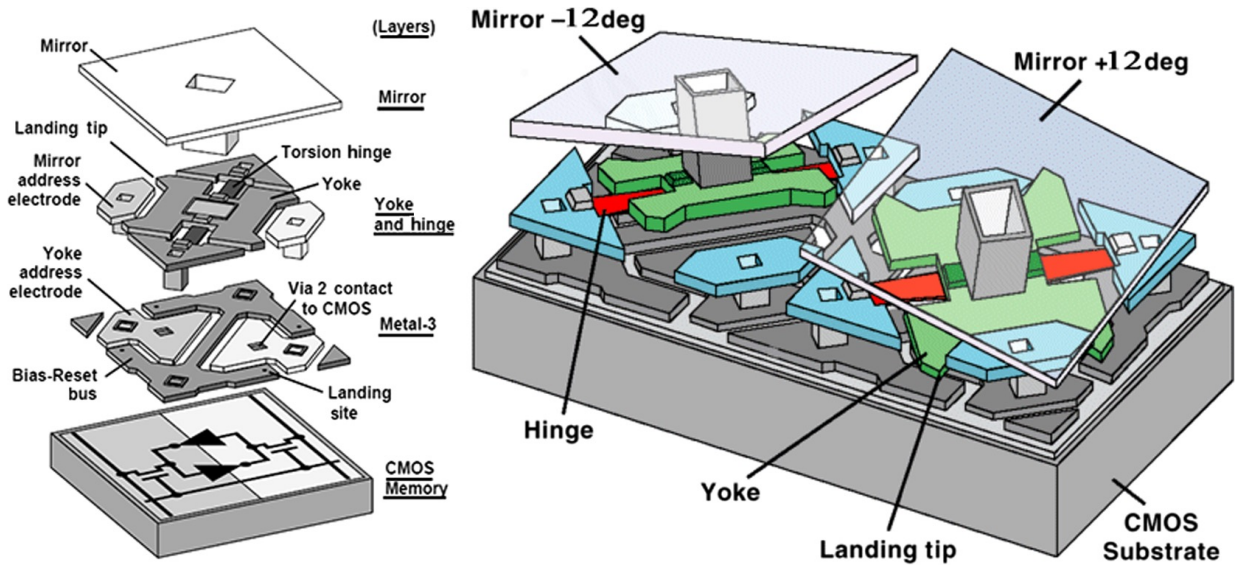 (Layers)
Mirror
Mirror
Landing tip
Torsion hinge
Mirror
address
electrode
Yoke
Yoke
and hinge
Yoke
address
electrode
Via 2 contact
to CMOS
Metal-3
Bias-Reset
bus
Landing
site
CMOS
Memory
Mirror –12deg
Mirror +12deg
Hinge
Yoke
Landing tip
CMOS
Substrate